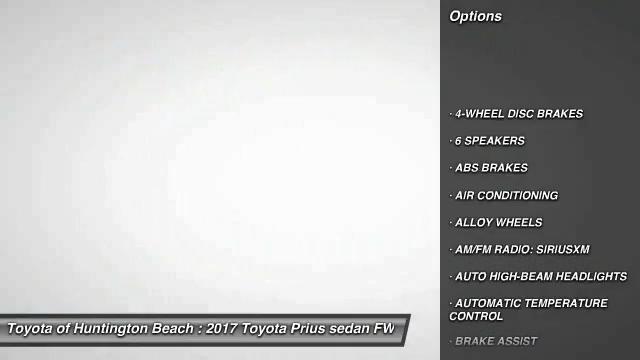 Options
· 4-WHEEL DISC BRAKES
· 6 SPEAKERS
· ABS BRAKES
· AIR CONDITIONING
· ALLOY WHEELS
· AM/FM RADIO: SIRIUSXM
· AUTO HIGH-BEAM HEADLIGHTS
· AUTOMATIC TEMPERATURE
CONTROL
· BRAKE ASSIST
Toyota of Huntington Beach : 2017 Toyota Prius sedan FW